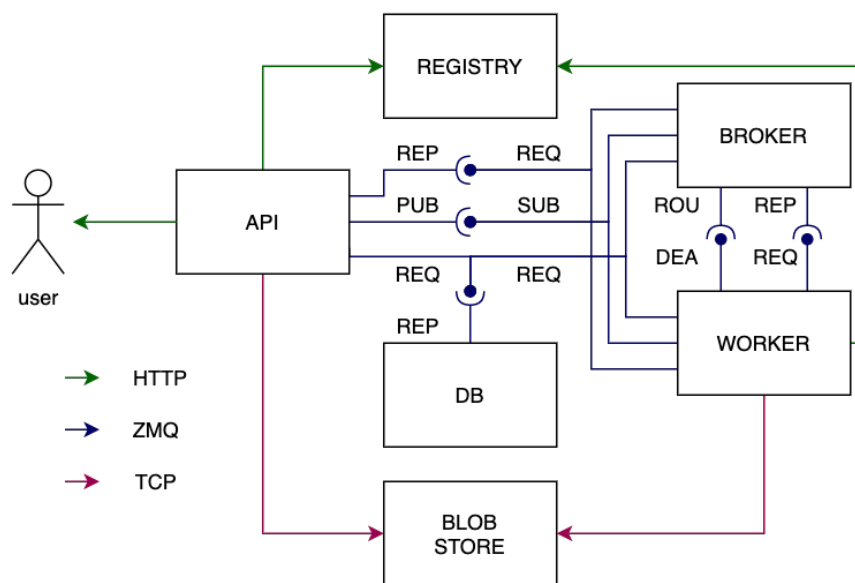 REGISTRY
BROKER
REP
REQ
API
PUB
SUB
ROU
REP
DEA
REQ
user
REQ
REQ
REP
WORKER
HTTP
DB
ZMQ
TCP
BLOB
STORE